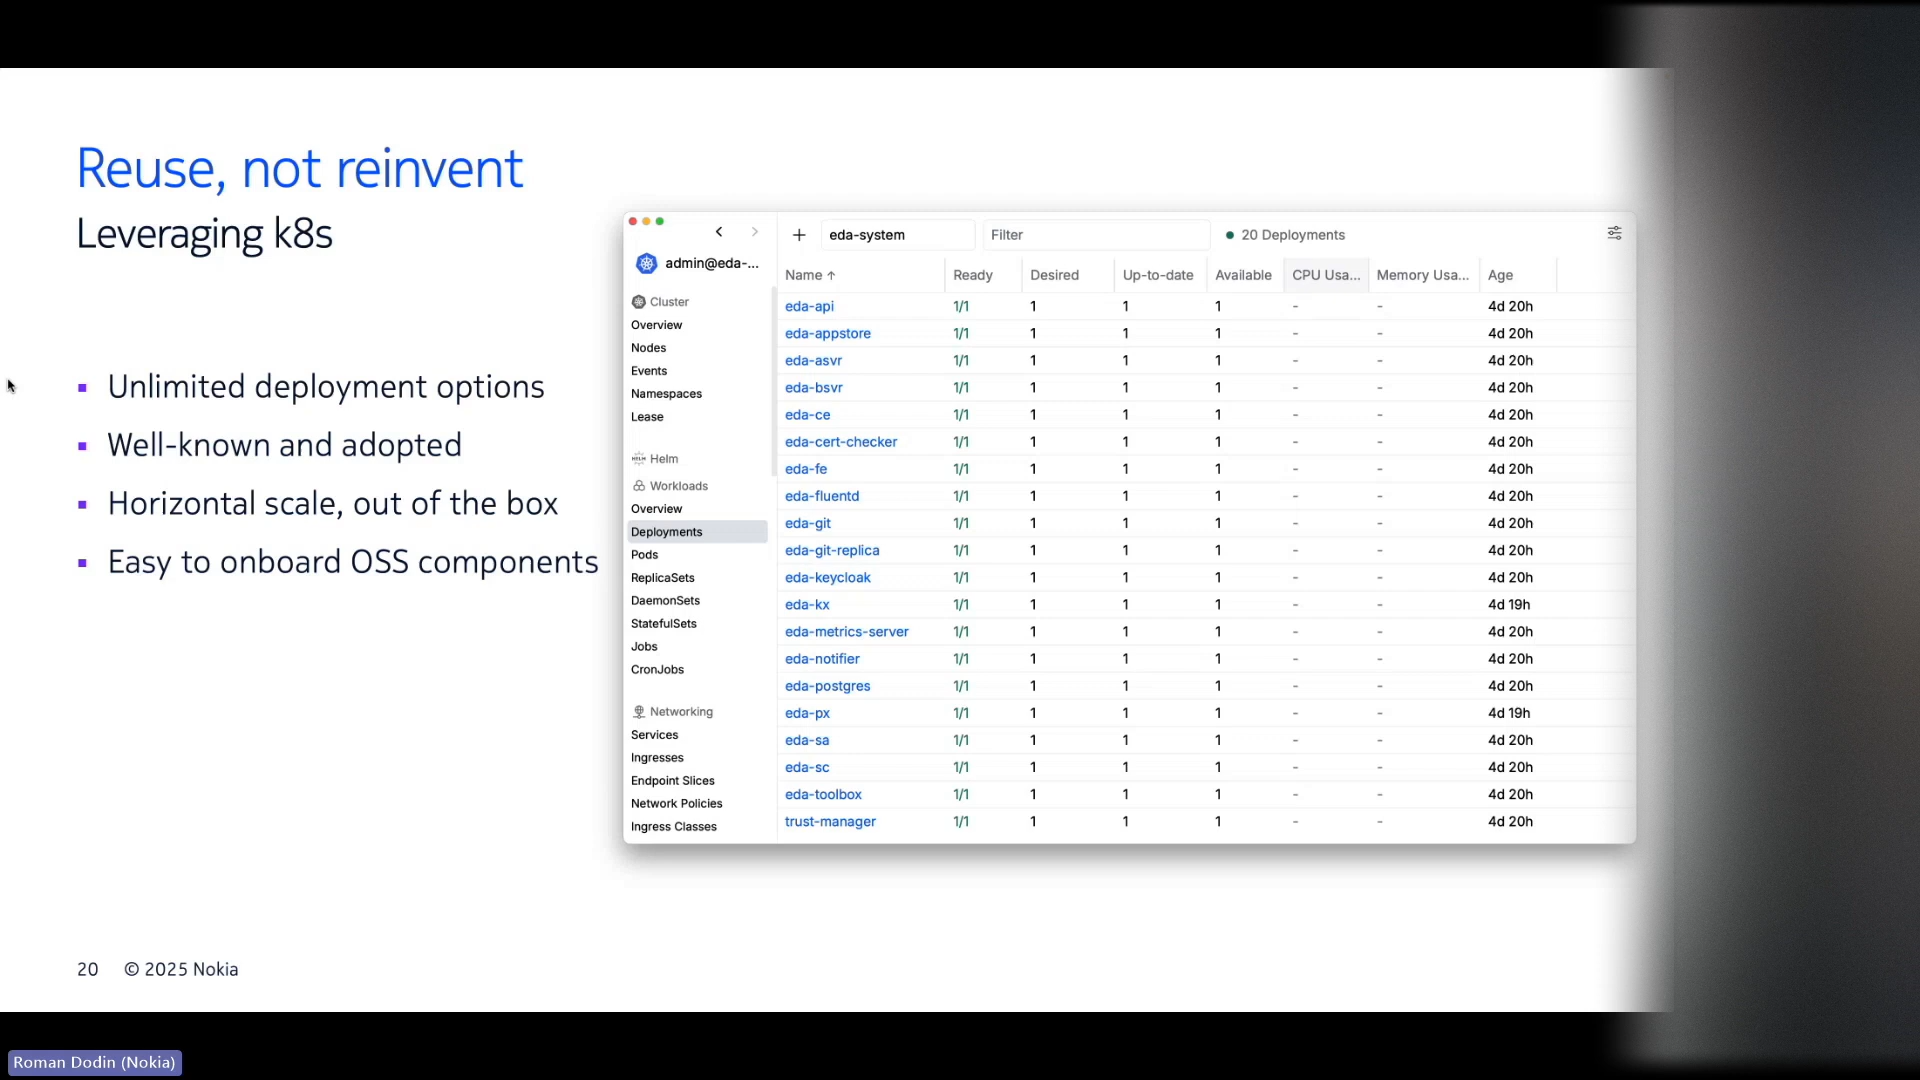 Reuse, not reinvent
Leveraging k8s
▪ Unlimited deployment options
▪ Well-known and adopted
▪ Horizontal scale, out of the box
▪ Easy to onboard OSS components
admin@eda-...
Cluster
Overview
Nodes
Events
Namespaces
Lease
Helm
Workloads
Overview
Deployments
Pods
ReplicaSets
DaemonSets
StatefulSets
Jobs
CronJobs
Networking
Services
Ingresses
Endpoint Slices
Network Policies
Ingress Classes
+ eda-system Filter 20 Deployments
Name ↑ Ready Desired Up-to-date Available CPU Usa... Memory Usa... Age
eda-api 1/1 1 1 1 - - 4d 20h
eda-appstore 1/1 1 1 1 - - 4d 20h
eda-asvr 1/1 1 1 1 - - 4d 20h
eda-bsvr 1/1 1 1 1 - - 4d 20h
eda-ce 1/1 1 1 1 - - 4d 20h
eda-cert-checker 1/1 1 1 1 - - 4d 20h
eda-fe 1/1 1 1 1 - - 4d 20h
eda-fluentd 1/1 1 1 1 - - 4d 20h
eda-git 1/1 1 1 1 - - 4d 20h
eda-git-replica 1/1 1 1 1 - - 4d 20h
eda-keycloak 1/1 1 1 1 - - 4d 20h
eda-kx 1/1 1 1 1 - - 4d 19h
eda-metrics-server 1/1 1 1 1 - - 4d 20h
eda-notifier 1/1 1 1 1 - - 4d 20h
eda-postgres 1/1 1 1 1 - - 4d 20h
eda-px 1/1 1 1 1 - - 4d 19h
eda-sa 1/1 1 1 1 - - 4d 20h
eda-sc 1/1 1 1 1 - - 4d 20h
eda-toolbox 1/1 1 1 1 - - 4d 20h
trust-manager 1/1 1 1 1 - - 4d 20h
20 © 2025 Nokia
Roman Dodin (Nokia)